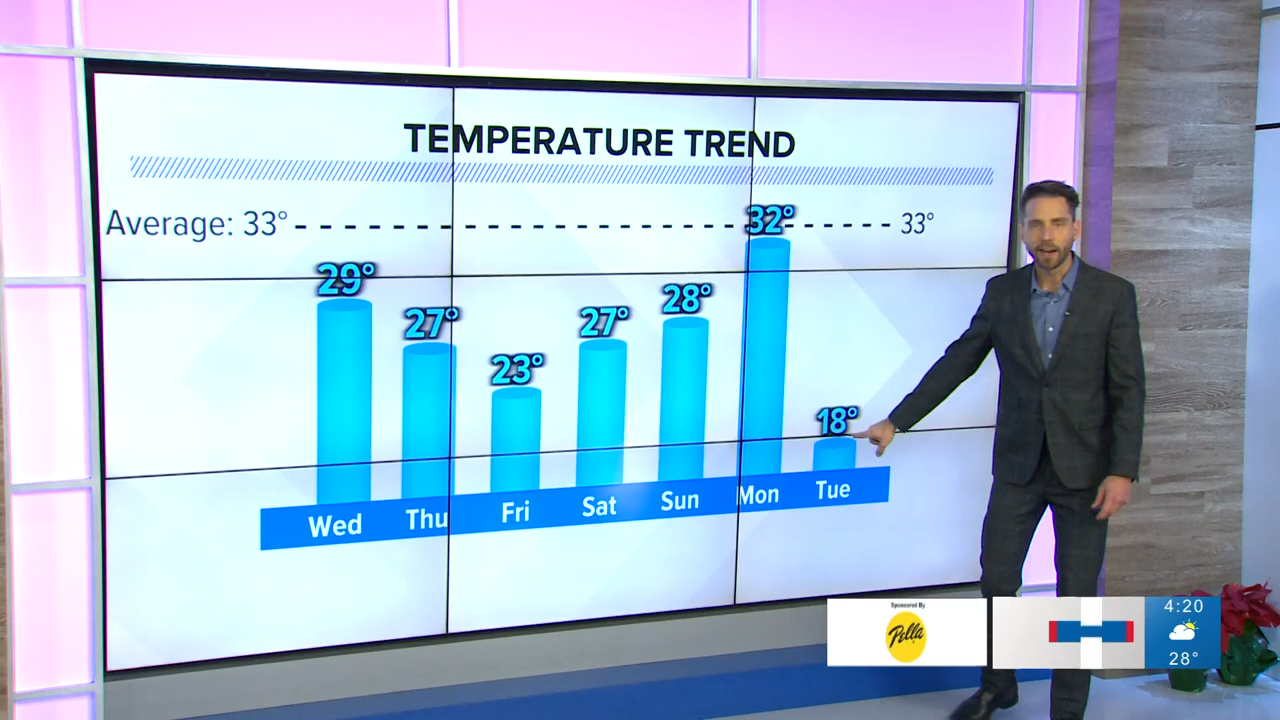 TEMPERATURE TREND
Average: 33°
33°
29°
27°
23°
27°
28°
32°
18°
Wed
Thu
Fri
Sat
Sun
Mon
Tue
Sponsored By
Pella
4:20
28°